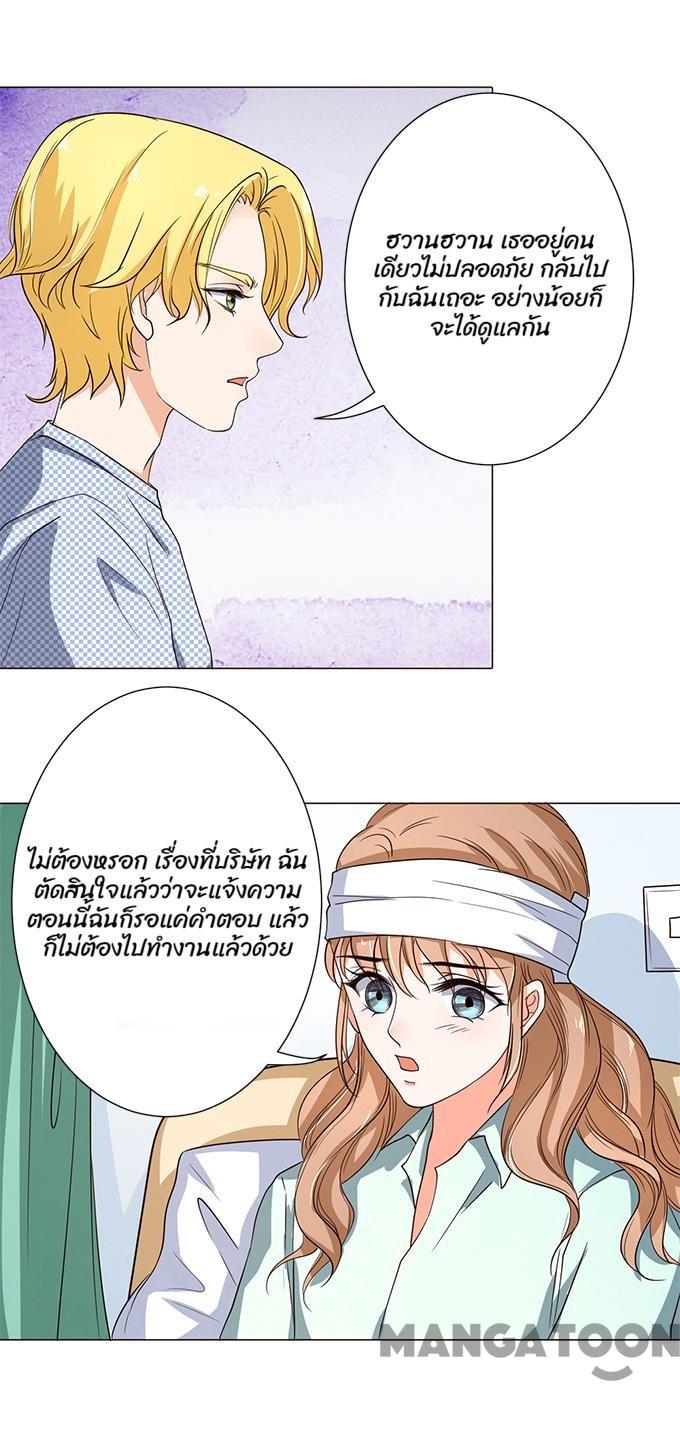 ฮวานฮวาน เธออยู่คน
เดียวไม่ปลอดภัย กลับไป
กับฉันเถอะ อย่างน้อยก็
จะได้ดูแลกัน
ไม่ต้องหรอก เรื่องที่บริษัท ฉัน
ตัดสินใจแล้วว่าจะแจ้งความ
ตอนนี้ฉันก็รอแค่คำตอบ แล้ว
ก็ไม่ต้องไปทำงานแล้วด้วย
MANGATOON